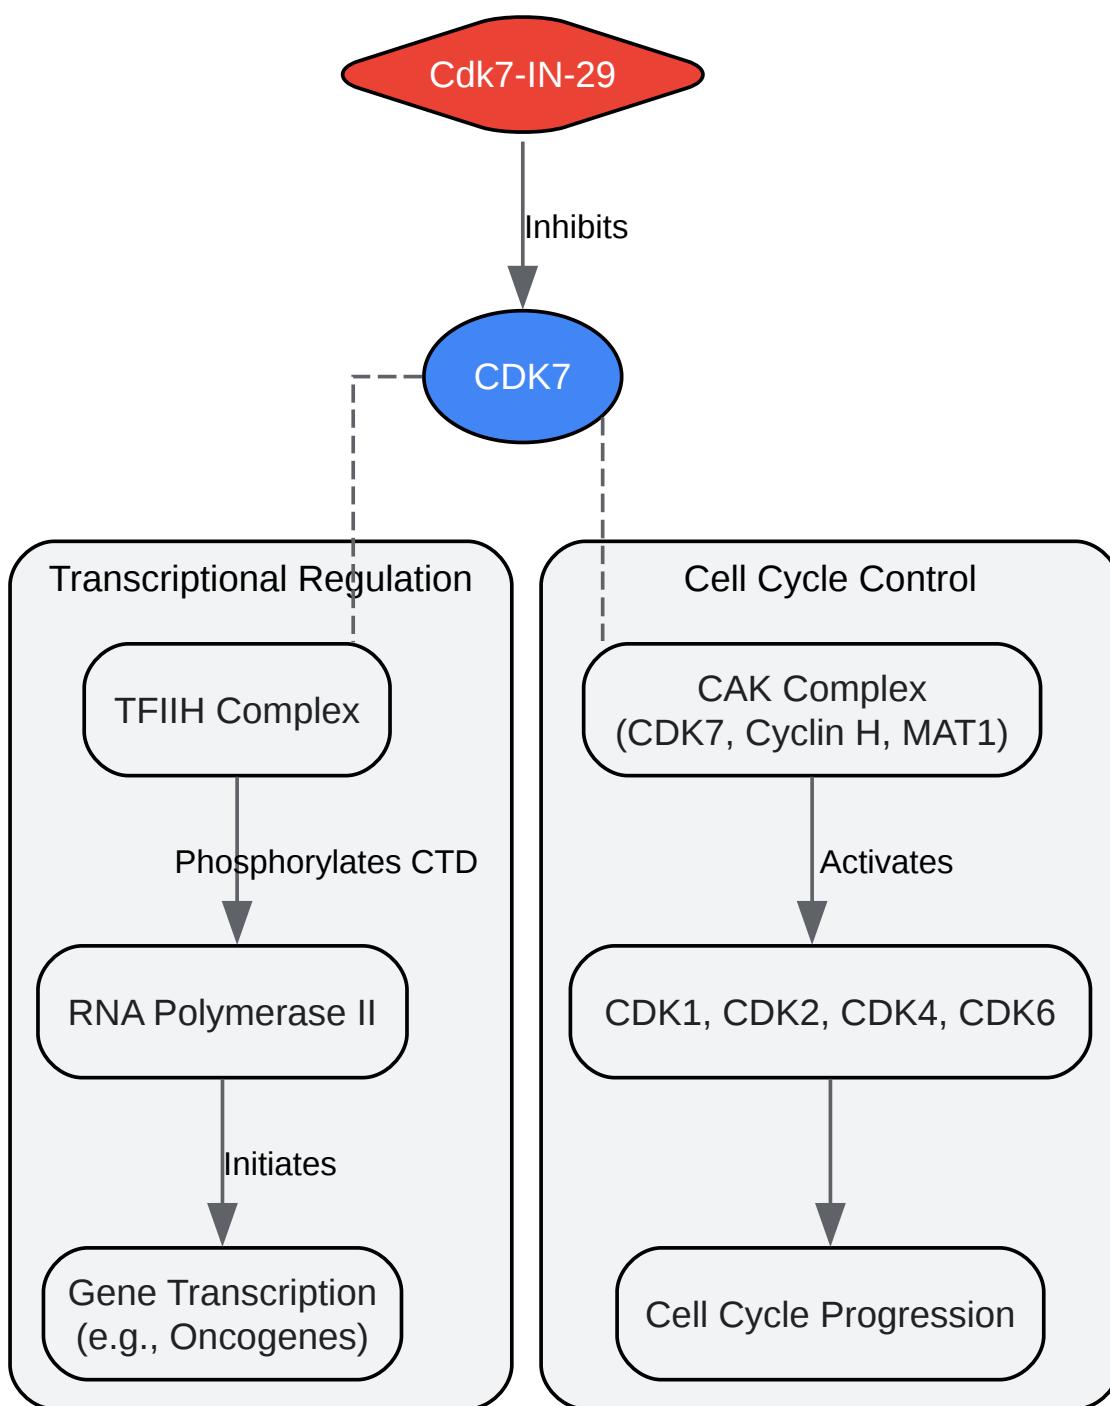 Cdk7-IN-29
Inhibits
CDK7
Transcriptional Regulation
TFIIH Complex
Phosphorylates CTD
RNA Polymerase II
Initiates
Gene Transcription
(e.g., Oncogenes)
Cell Cycle Control
CAK Complex
(CDK7, Cyclin H, MAT1)
Activates
CDK1, CDK2, CDK4, CDK6
Cell Cycle Progression